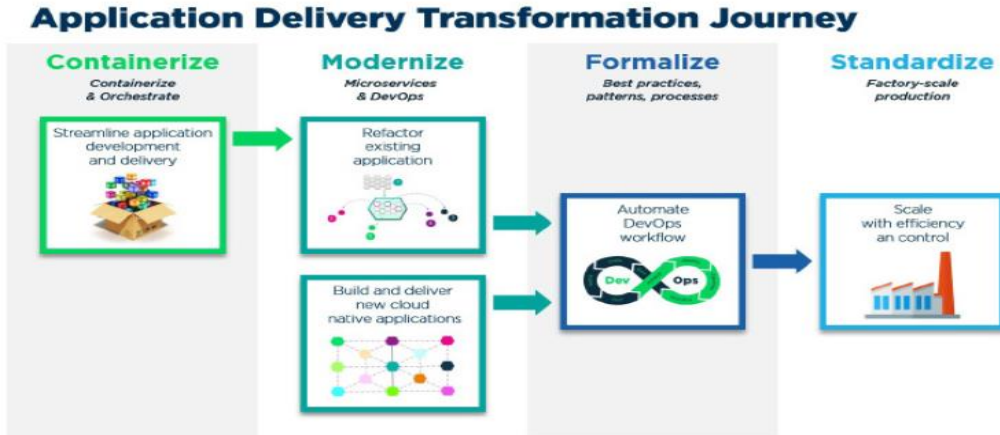 Application Delivery Transformation Journey
Containerize
Containerize
& Orchestrate
Streamline application
development
and delivery
Modernize
Microservices
& DevOps
Refactor
existing
application
Build and deliver
new cloud
native applications
Formalize
Best practices,
patterns, processes
Automate
DevOps
workflow
Dev
Ops
Standardize
Factory-scale
production
Scale
with efficiency
an control